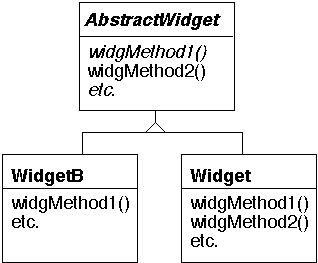 AbstractWidget
widgMethod1()
widgMethod2()
etc.
WidgetB
widgMethod1()
etc.
Widget
widgMethod1()
widgMethod2()
etc.